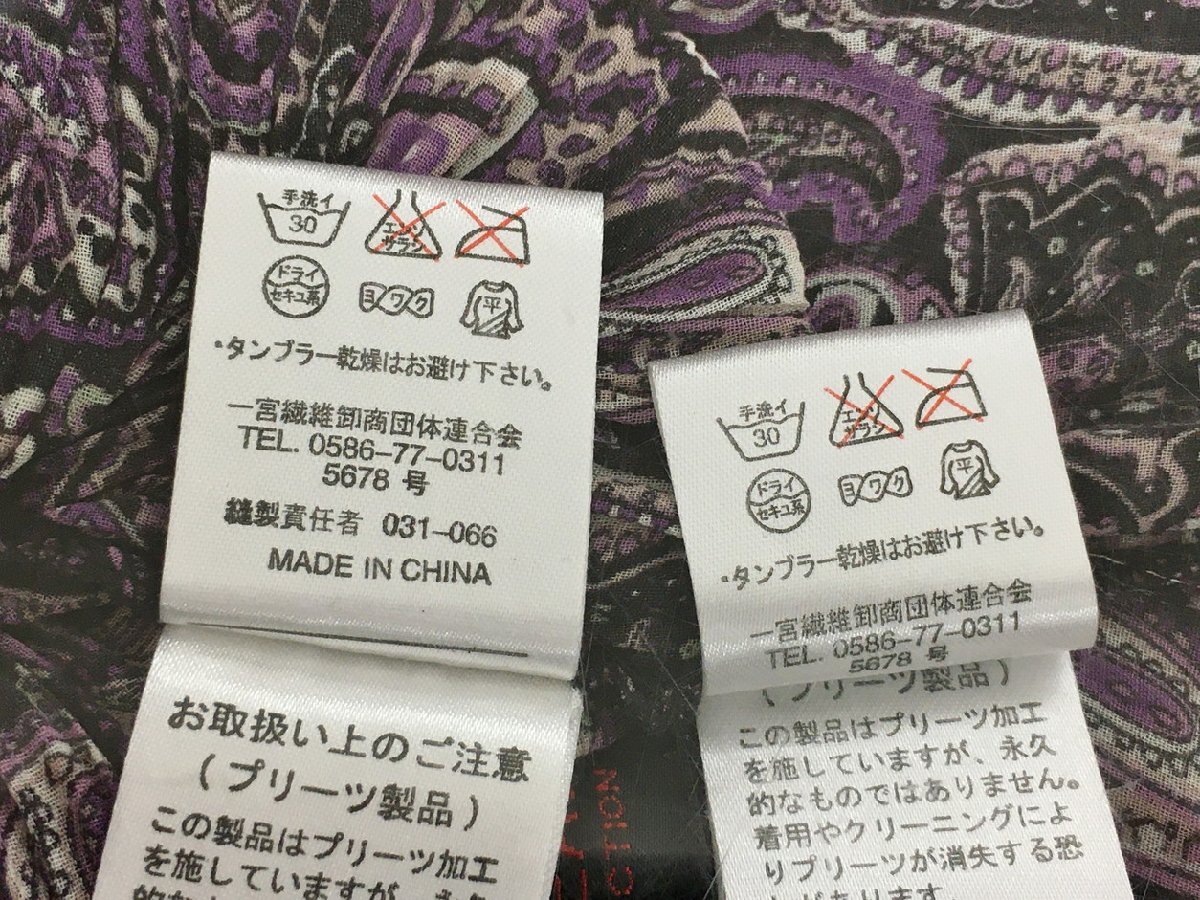 手洗イ
30
エンソ
サラシ
ドライ
セキユ系
ヨワク
平
・タンブラー乾燥はお避け下さい。
一宮繊維卸商団体連合会
TEL. 0586-77-0311
5678 号
縫製責任者 031-066
MADE IN CHINA
お取扱い上のご注意
(プリーツ製品)
この製品はプリーツ加工
を施していますが、永久
手洗イ
30
エンソ
サラシ
ドライ
セキユ系
ヨワク
平
・タンブラー乾燥はお避け下さい。
一宮繊維卸商団体連合会
TEL. 0586-77-0311
5678 号
(プリーツ製品)
この製品はプリーツ加工
を施していますが、永久
的なものではありません。
着用やクリーニングによ
りプリーツが消失する恐
れがあります。
CTION